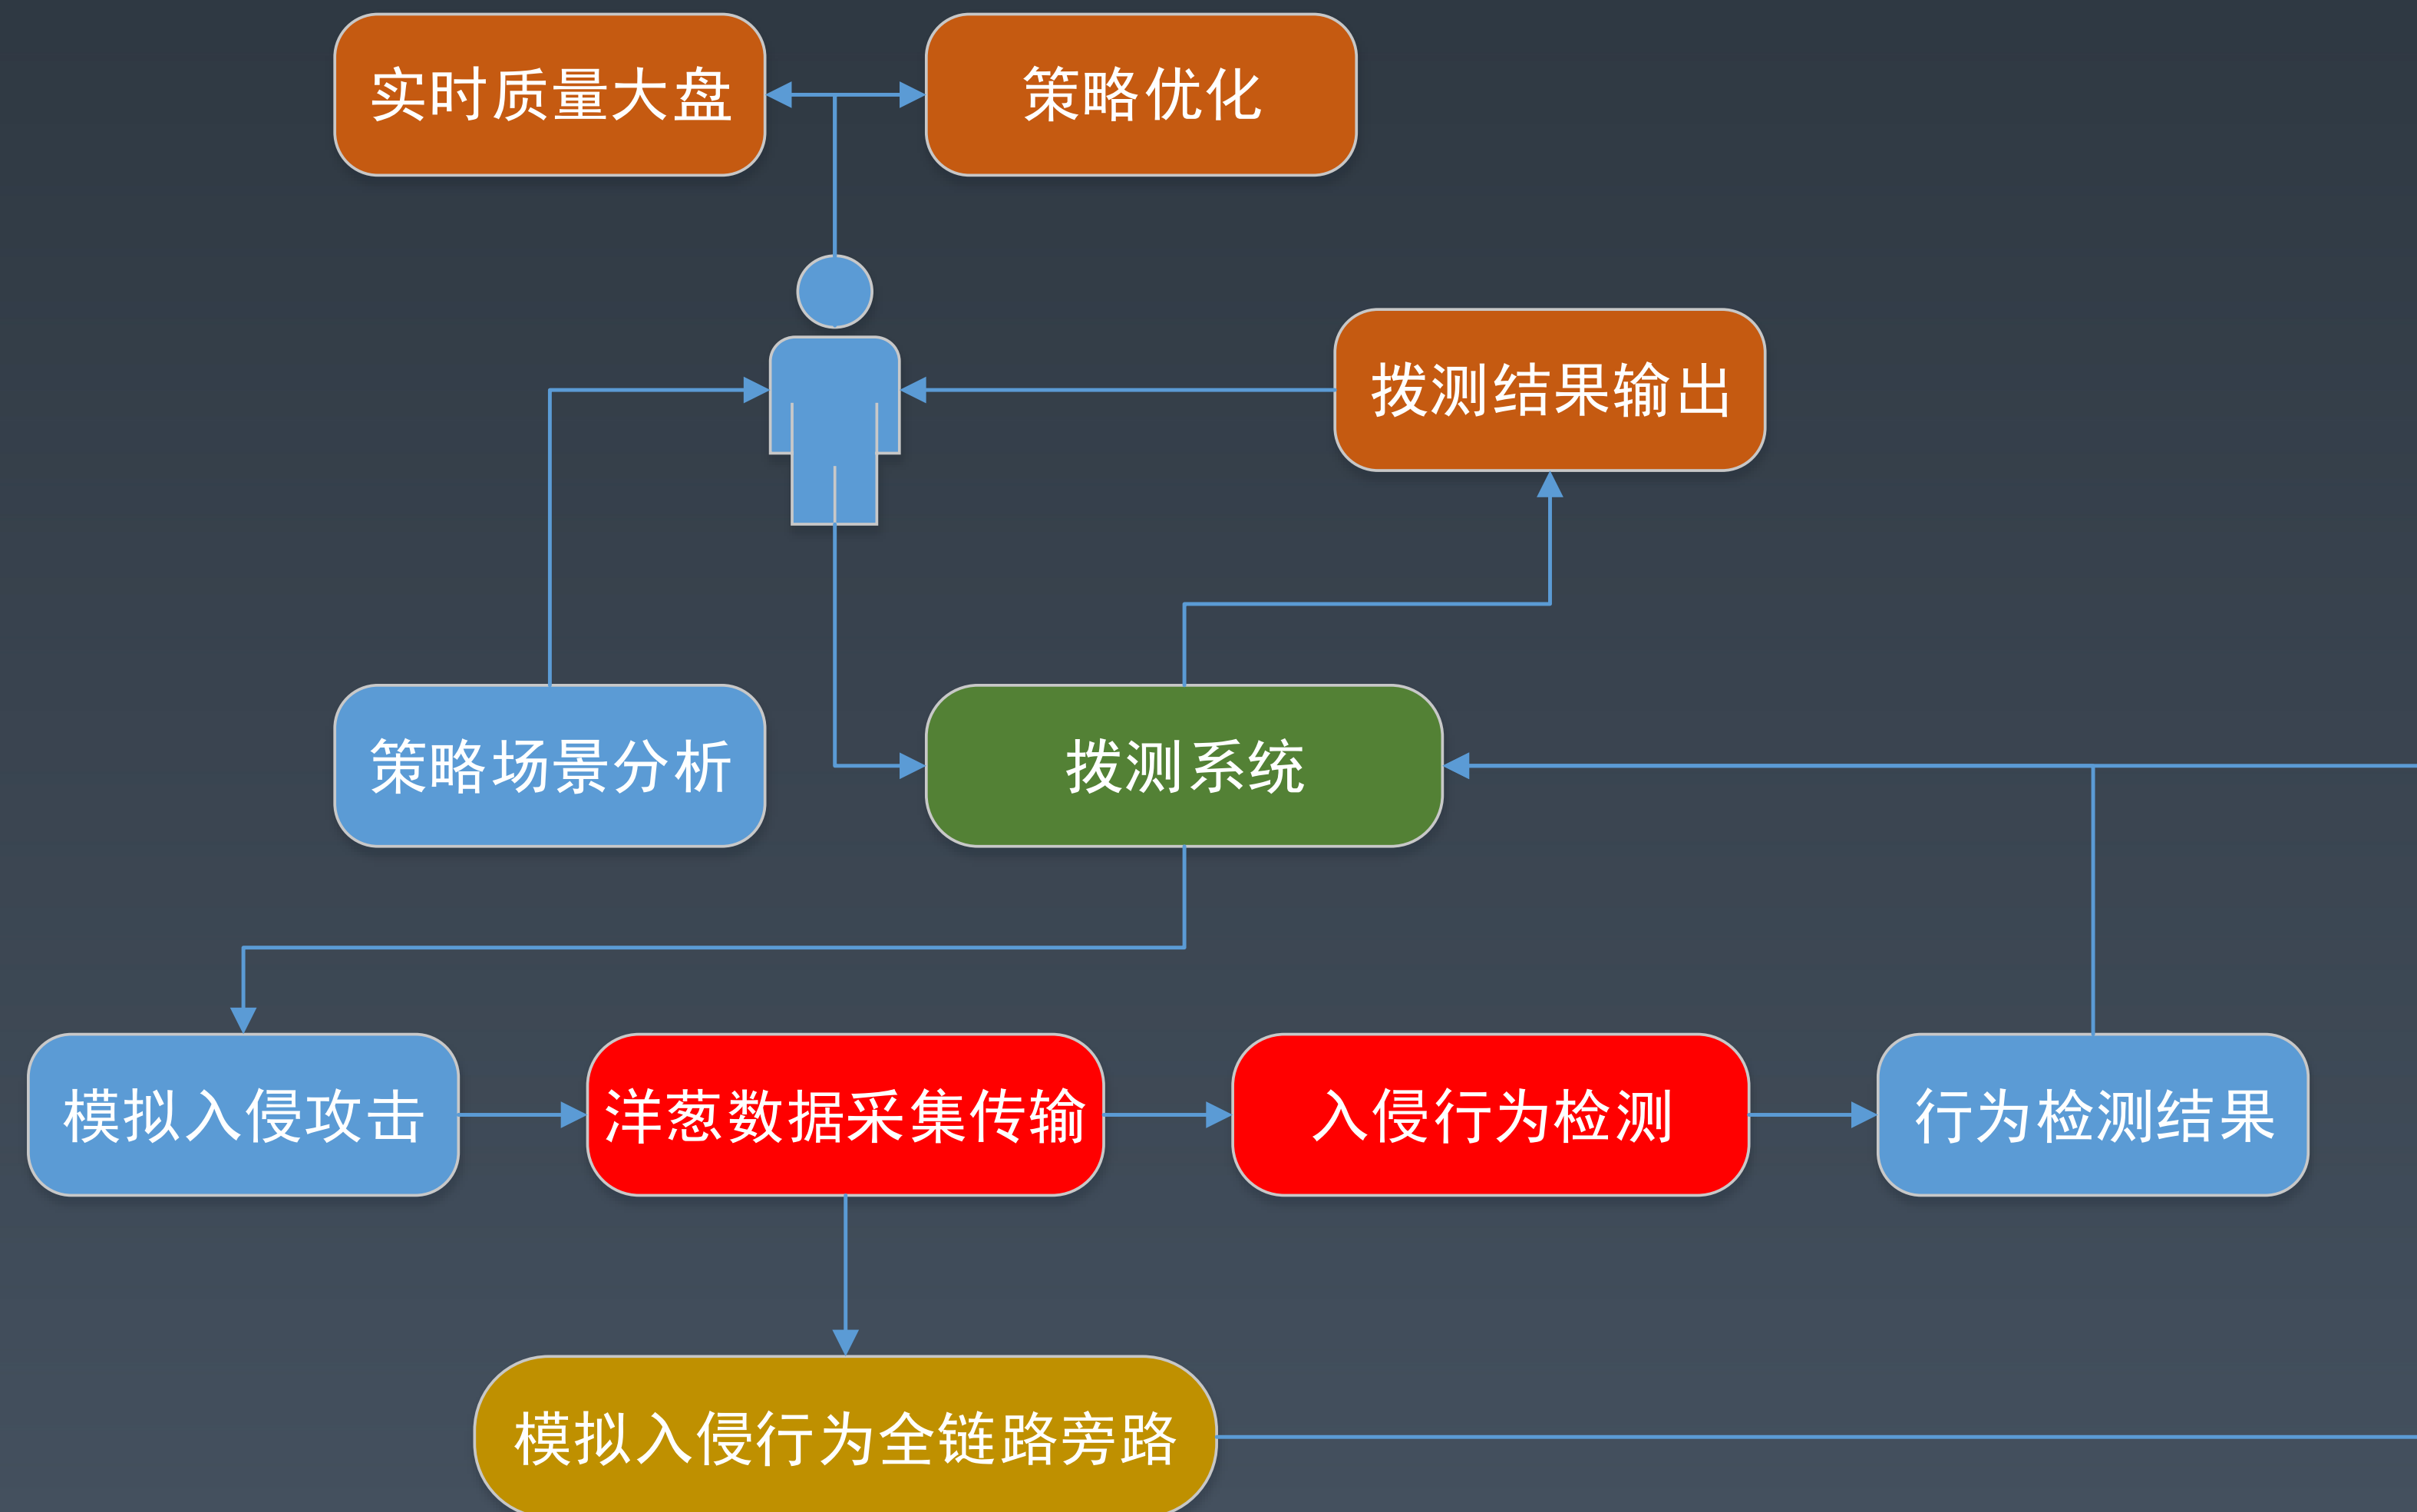 实时质量大盘
策略优化
拨测结果输出
策略场景分析
拨测系统
模拟入侵攻击
洋葱数据采集传输
入侵行为检测
行为检测结果
模拟入侵行为全链路旁路